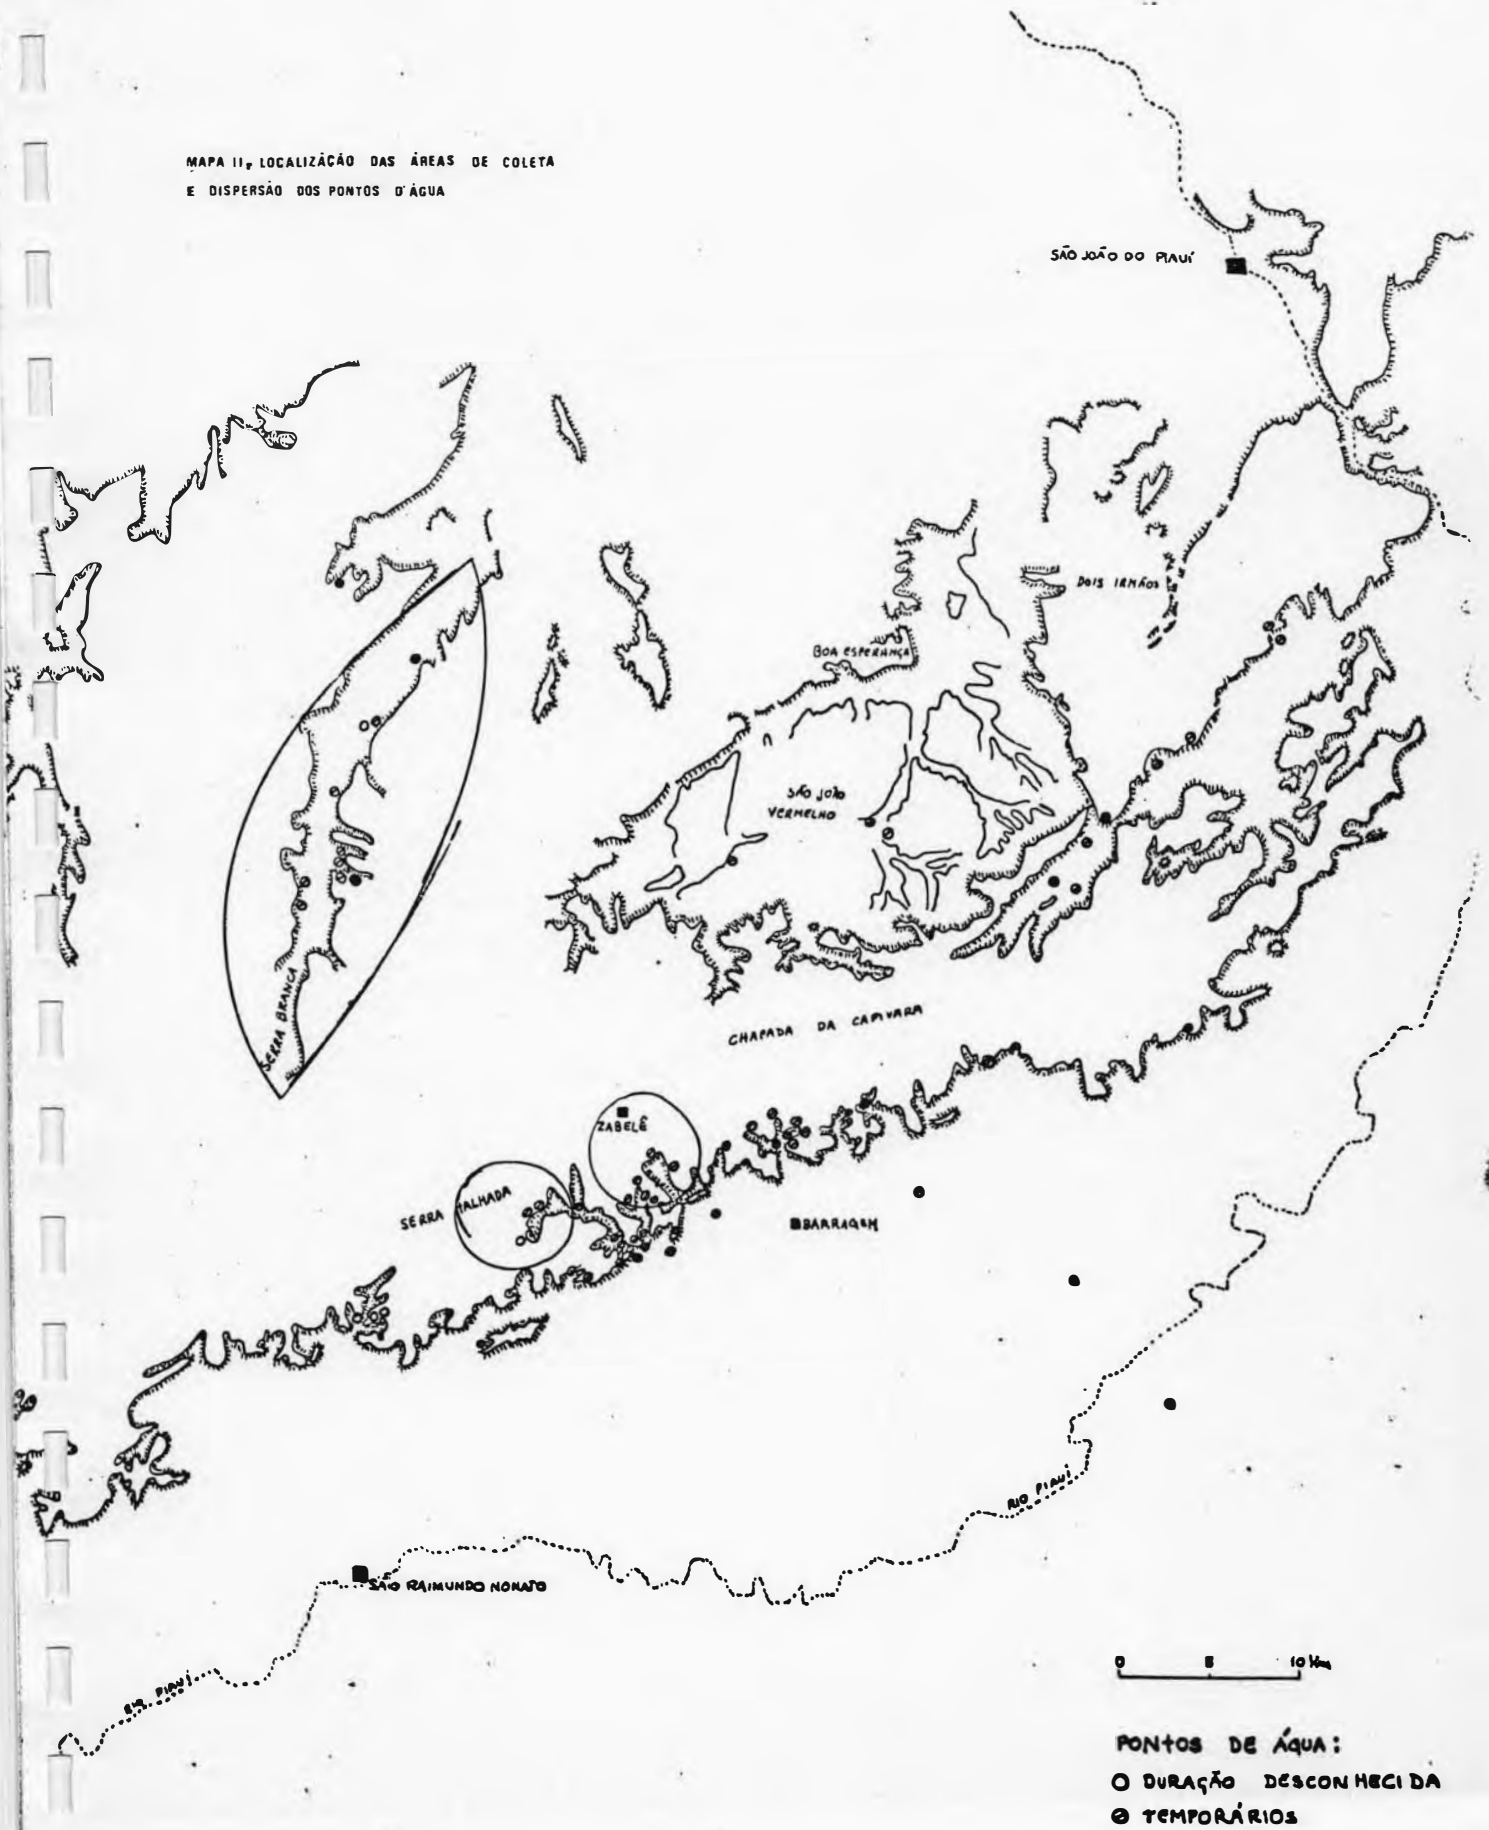 MAPA II, LOCALIZAÇÃO DAS ÁREAS DE COLETA
E DISPERSÃO DOS PONTOS D'ÁGUA
SÃO JOÃO DO PIAUÍ
DOIS IRMÃOS
BOA ESPERANÇA
SÃO JOÃO
VERMELHO
SERRA BRANCA
CHAPADA DA CAPIVARA
ZABELÊ
SERRA TALHADA
BARRAGEM
RIO PIAUÍ
SÃO RAIMUNDO NONATO
RIO PIAUÍ
0 5 10 Km
PONTOS DE ÁGUA:
DURAÇÃO DESCONHECIDA
TEMPORÁRIOS